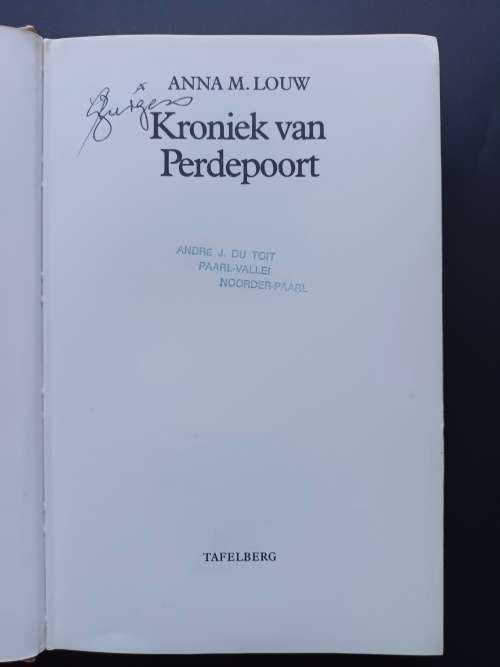 ANNA M. LOUW
Kroniek van
Perdepoort
ANDRE J. DU TOIT
PAARL-VALLEI
NOORDER-PAARL
TAFELBERG